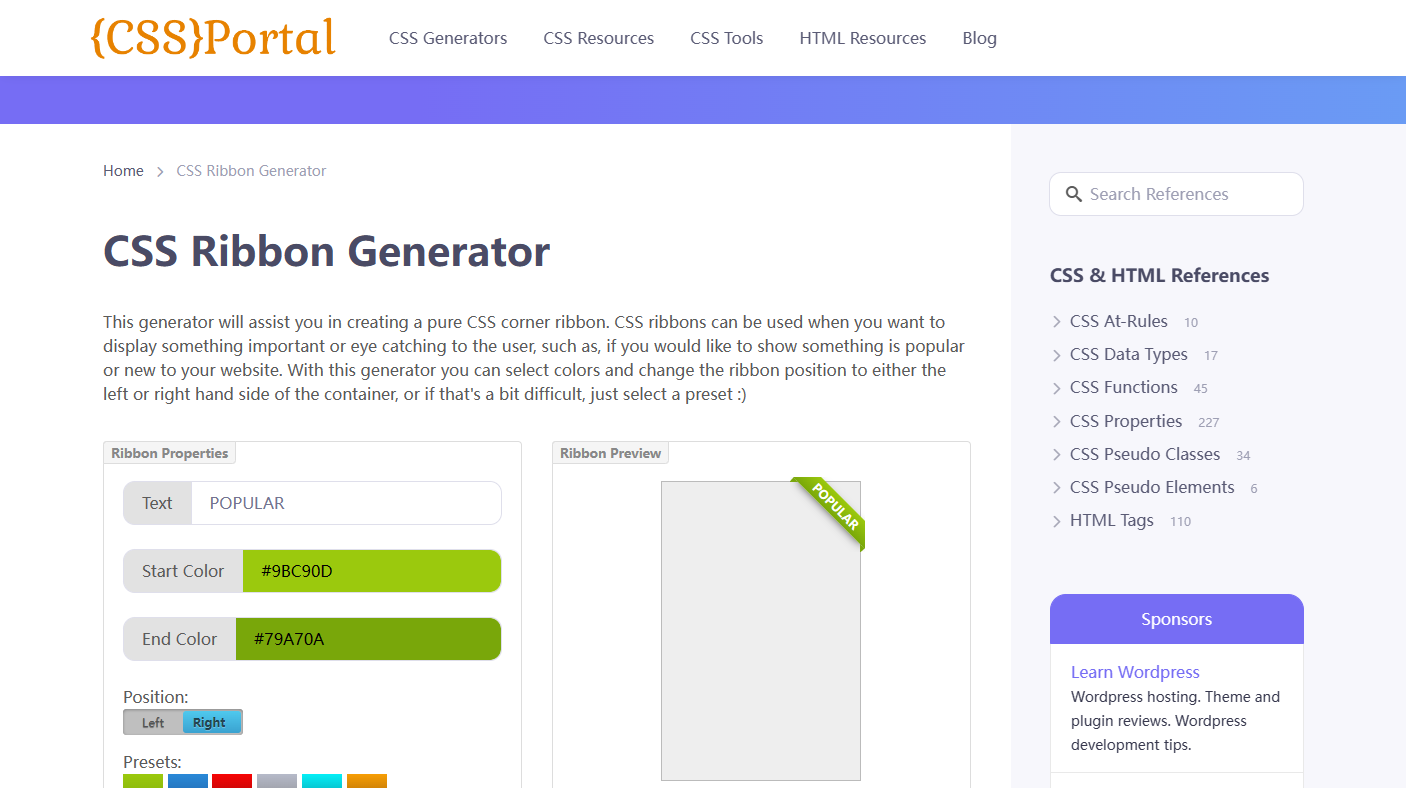 {CSS}Portal
CSS Generators
CSS Resources
CSS Tools
HTML Resources
Blog
Home
CSS Ribbon Generator
CSS Ribbon Generator
This generator will assist you in creating a pure CSS corner ribbon. CSS ribbons can be used when you want to
display something important or eye catching to the user, such as, if you would like to show something is popular
or new to your website. With this generator you can select colors and change the ribbon position to either the
left or right hand side of the container, or if that's a bit difficult, just select a preset :)
Ribbon Properties
Text POPULAR
Start Color #9BC90D
End Color #79A70A
Position:
Left Right
Presets:
Ribbon Preview
POPULAR
Search References
CSS & HTML References
CSS At-Rules 10
CSS Data Types 17
CSS Functions 45
CSS Properties 227
CSS Pseudo Classes 34
CSS Pseudo Elements 6
HTML Tags 110
Sponsors
Learn Wordpress
Wordpress hosting. Theme and
plugin reviews. Wordpress
development tips.